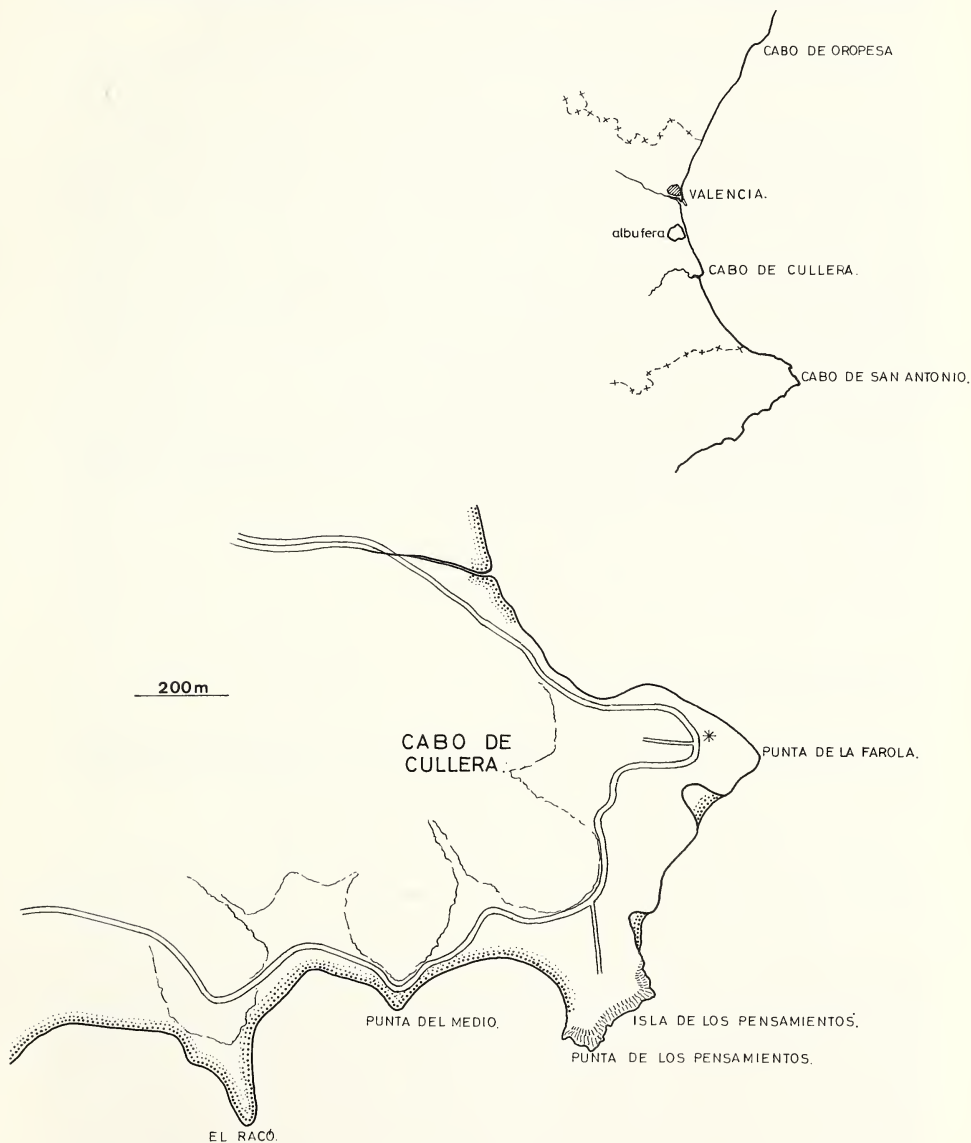 CABO DE OROPESA
VALENCIA.
albufera
CABO DE CULLERA.
CABO DE SAN ANTONIO.
200m
CABO DE
CULLERA.
PUNTA DE LA FAROLA.
PUNTA DEL MEDIO.
ISLA DE LOS PENSAMIENTOS.
PUNTA DE LOS PENSAMIENTOS.
EL RACÓ.